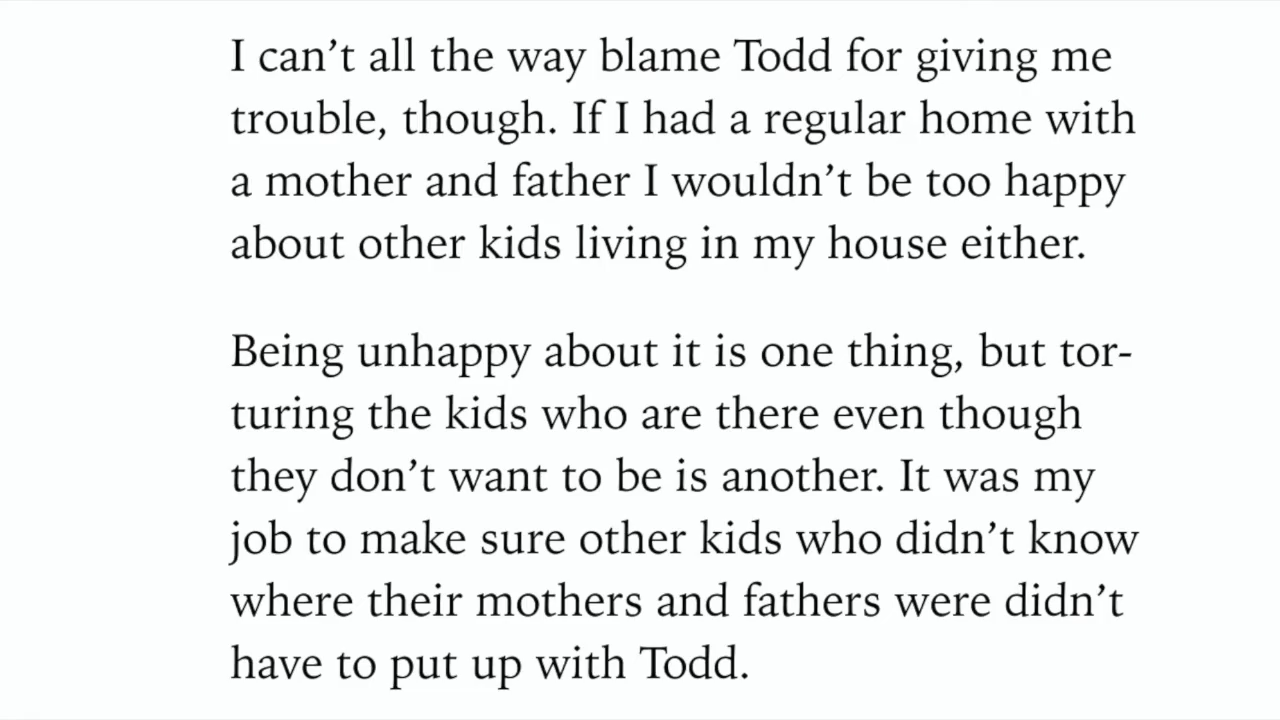 I can’t all the way blame Todd for giving me
trouble, though. If I had a regular home with
a mother and father I wouldn’t be too happy
about other kids living in my house either.
Being unhappy about it is one thing, but tor-
turing the kids who are there even though
they don’t want to be is another. It was my
job to make sure other kids who didn’t know
where their mothers and fathers were didn’t
have to put up with Todd.